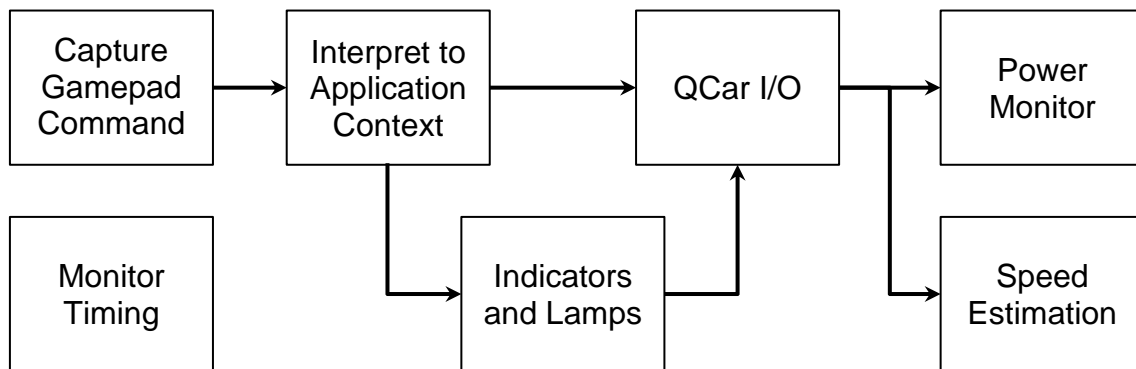 Capture
Gamepad
Command
Interpret to
Application
Context
QCar I/O
Power
Monitor
Monitor
Timing
Indicators
and Lamps
Speed
Estimation